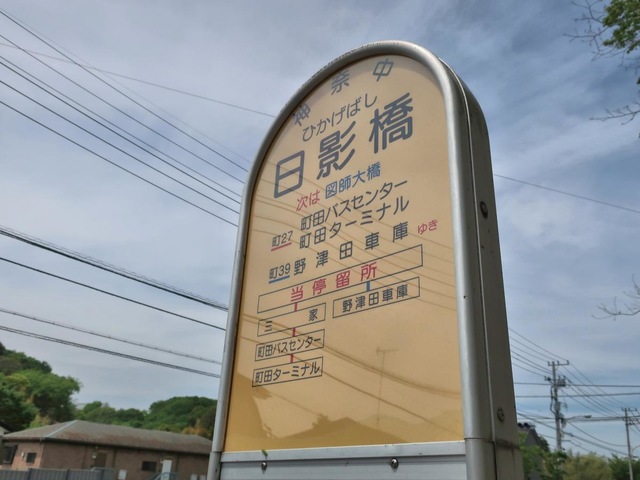 神奈中
ひかげばし
日影橋
次は 図師大橋
町27 町田バスセンター
町田ターミナル
町39 野津田車庫 ゆき
当停留所
三家 野津田車庫
町田バスセンター
町田ターミナル